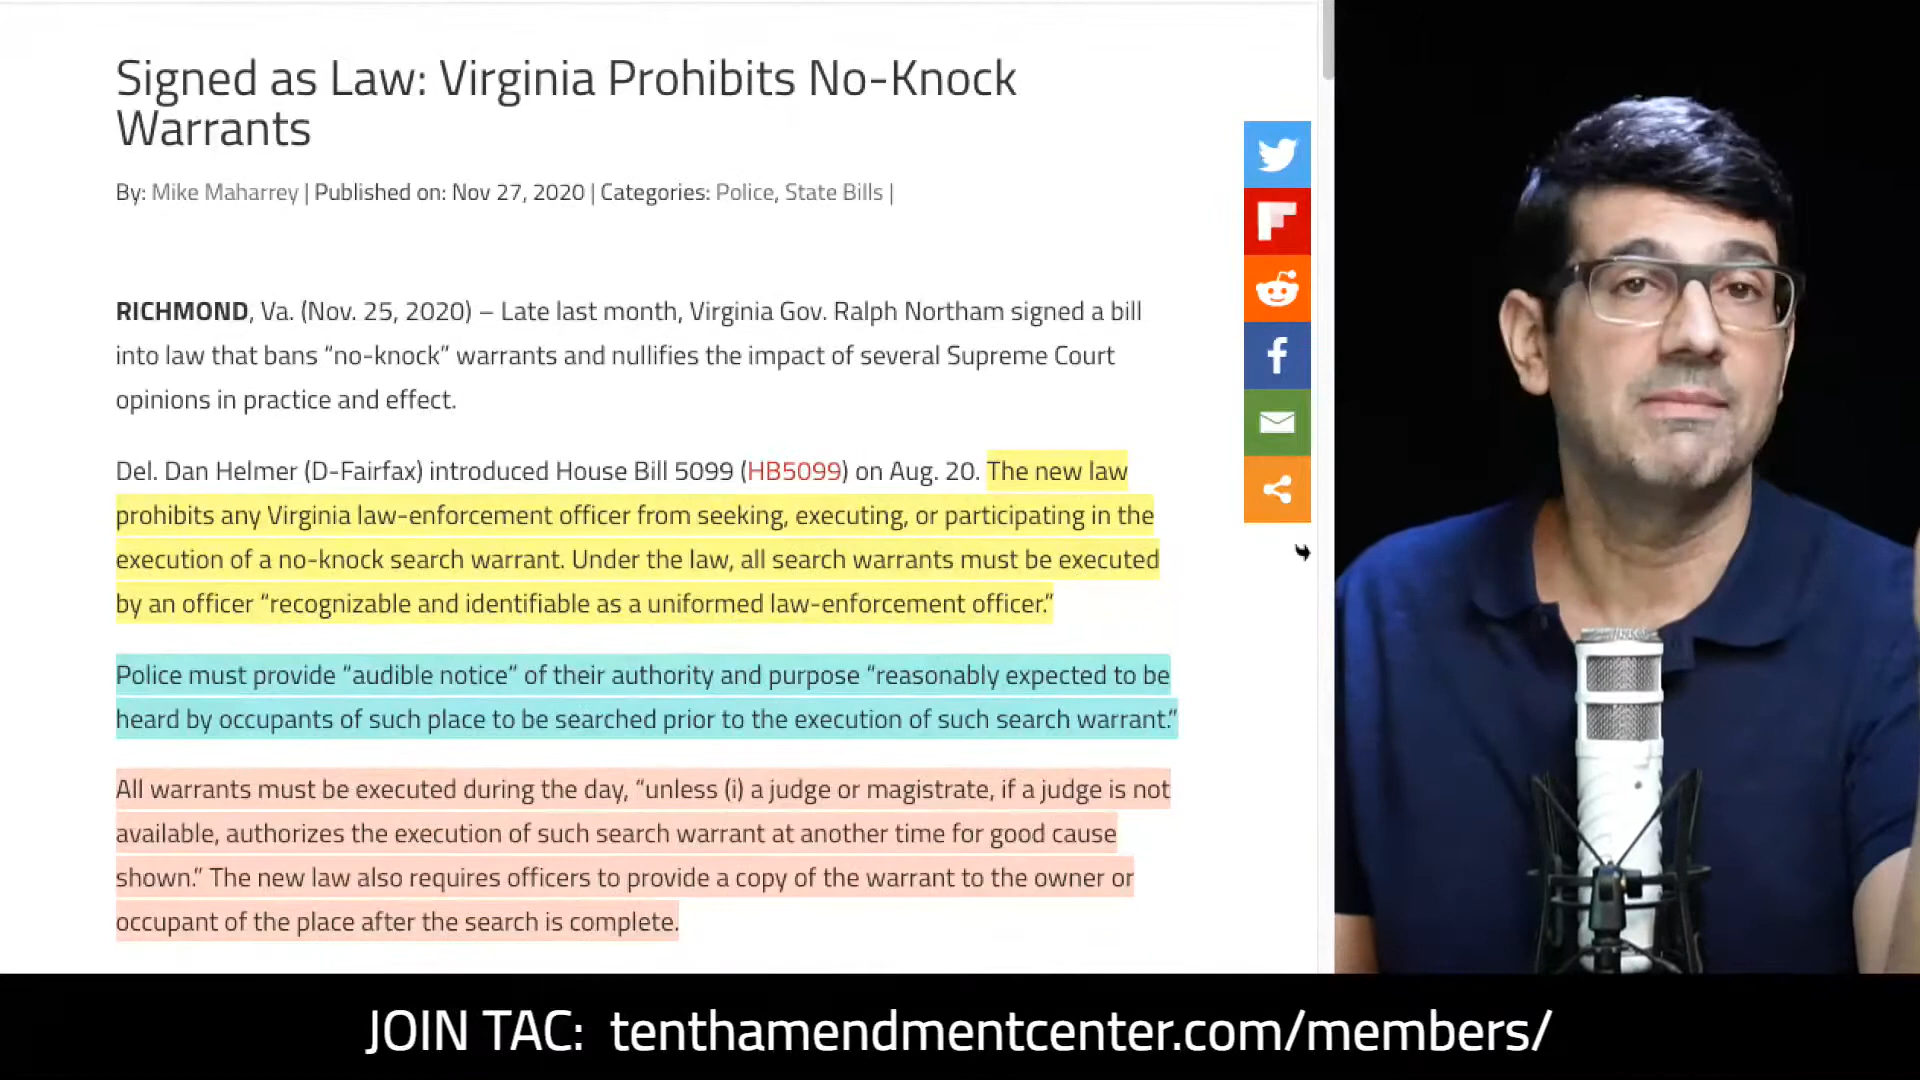 Signed as Law: Virginia Prohibits No-Knock
Warrants
By: Mike Maharrey | Published on: Nov 27, 2020 | Categories: Police, State Bills |
RICHMOND, Va. (Nov. 25, 2020) – Late last month, Virginia Gov. Ralph Northam signed a bill
into law that bans “no-knock” warrants and nullifies the impact of several Supreme Court
opinions in practice and effect.
Del. Dan Helmer (D-Fairfax) introduced House Bill 5099 (HB5099) on Aug. 20. The new law
prohibits any Virginia law-enforcement officer from seeking, executing, or participating in the
execution of a no-knock search warrant. Under the law, all search warrants must be executed
by an officer “recognizable and identifiable as a uniformed law-enforcement officer.”
Police must provide “audible notice” of their authority and purpose “reasonably expected to be
heard by occupants of such place to be searched prior to the execution of such search warrant.”
All warrants must be executed during the day, “unless (i) a judge or magistrate, if a judge is not
available, authorizes the execution of such search warrant at another time for good cause
shown.” The new law also requires officers to provide a copy of the warrant to the owner or
occupant of the place after the search is complete.
JOIN TAC: tenthamendmentcenter.com/members/